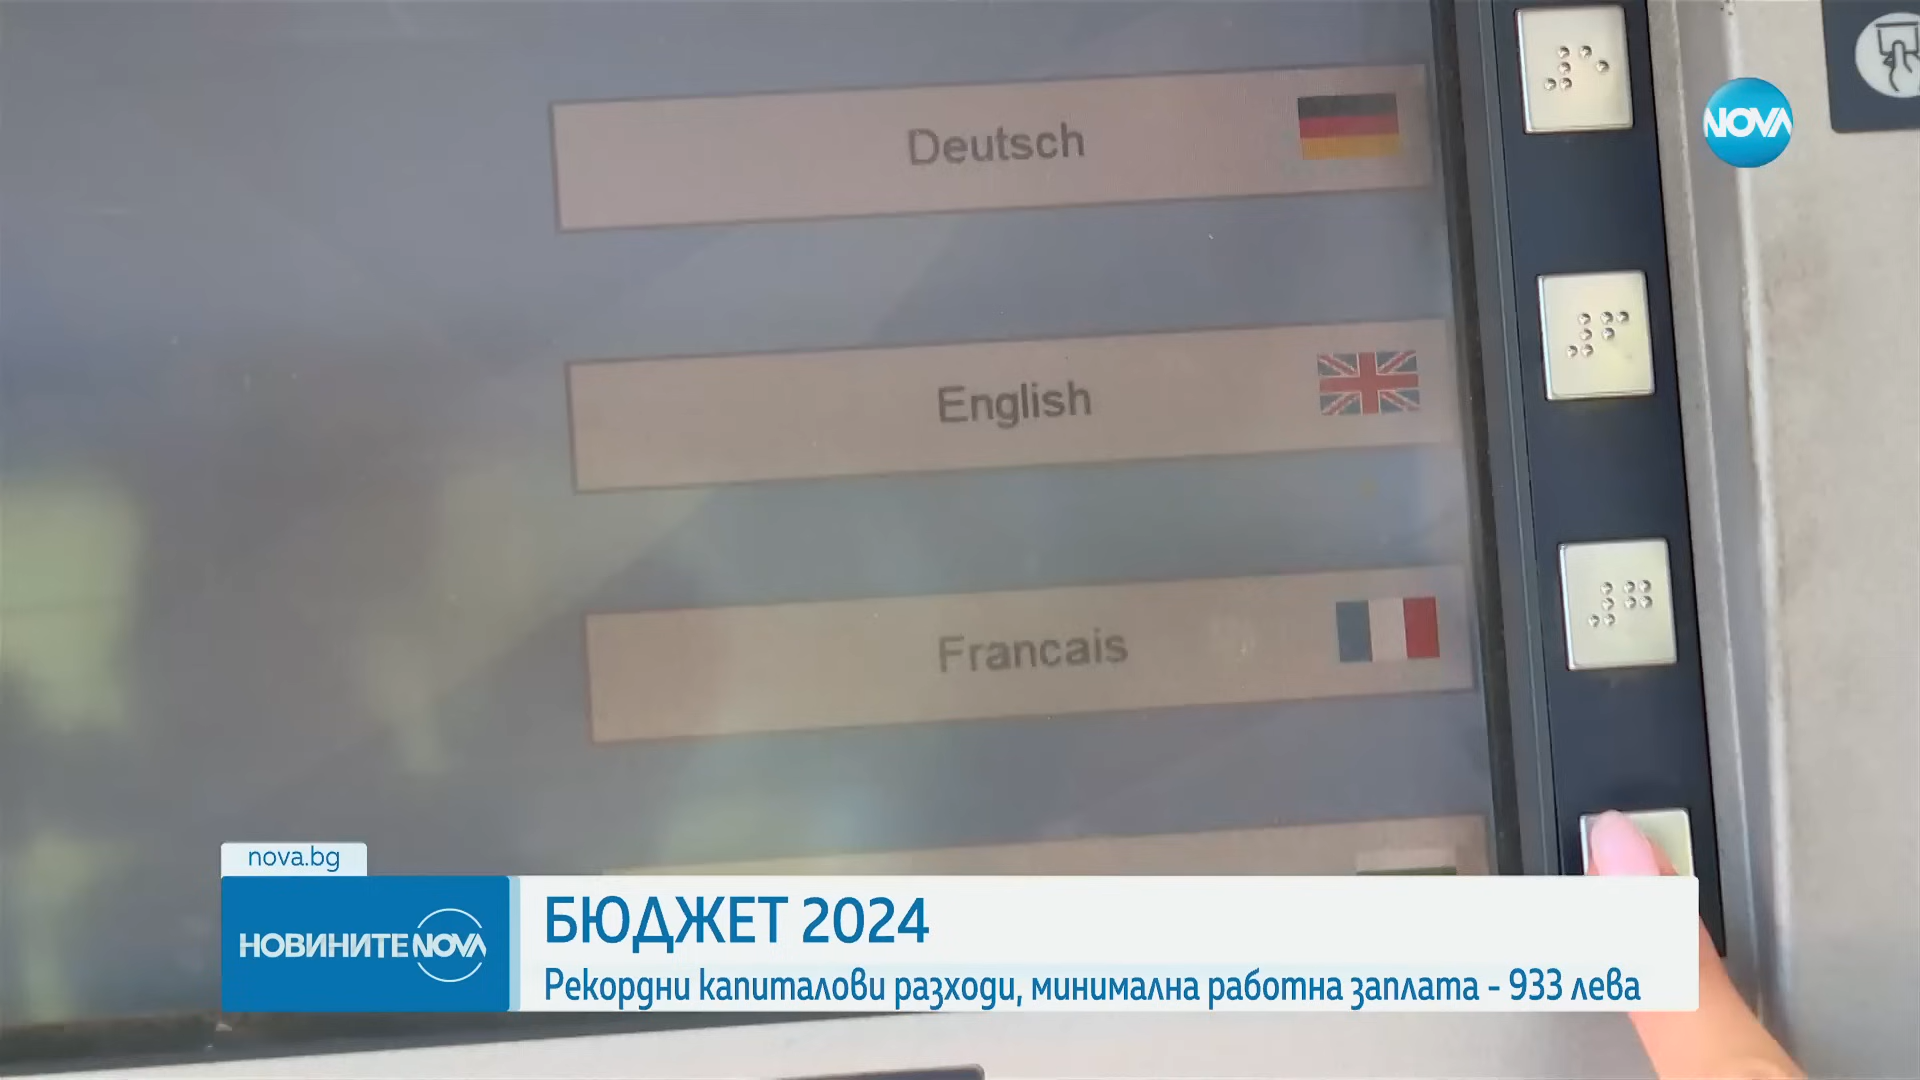 Deutsch
NOVA
English
Francais
nova.bg
НОВИНИТЕ NOVA
БЮДЖЕТ 2024
Рекордни капиталови разходи, минимална работна заплата - 933 лева